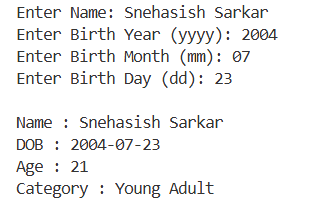 Enter Name: Snehasish Sarkar
Enter Birth Year (yyyy): 2004
Enter Birth Month (mm): 07
Enter Birth Day (dd): 23
Name : Snehasish Sarkar
DOB : 2004-07-23
Age : 21
Category : Young Adult